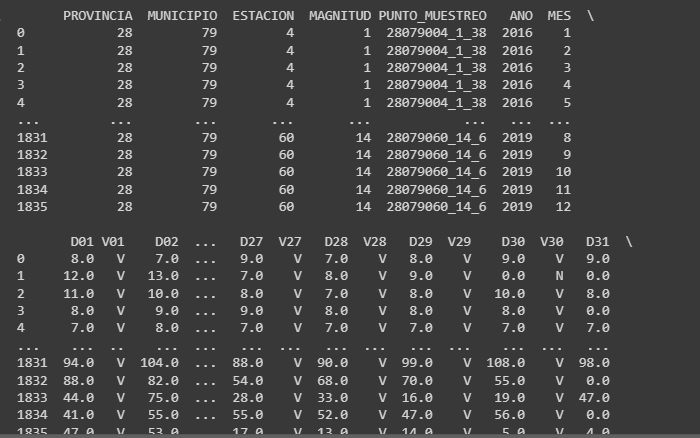 PROVINCIA MUNICIPIO ESTACION MAGNITUD PUNTO_MUESTREO ANO MES \
0 28 79 4 1 28079004_1_38 2016 1
1 28 79 4 1 28079004_1_38 2016 2
2 28 79 4 1 28079004_1_38 2016 3
3 28 79 4 1 28079004_1_38 2016 4
4 28 79 4 1 28079004_1_38 2016 5
... ... ... ... ... ... ... ...
1831 28 79 60 14 28079060_14_6 2019 8
1832 28 79 60 14 28079060_14_6 2019 9
1833 28 79 60 14 28079060_14_6 2019 10
1834 28 79 60 14 28079060_14_6 2019 11
1835 28 79 60 14 28079060_14_6 2019 12
D01 V01 D02 ... D27 V27 D28 V28 D29 V29 D30 V30 D31 \
0 8.0 V 7.0 ... 9.0 V 7.0 V 8.0 V 9.0 V 9.0
1 12.0 V 13.0 ... 7.0 V 8.0 V 9.0 V 0.0 N 0.0
2 11.0 V 10.0 ... 8.0 V 7.0 V 8.0 V 10.0 V 8.0
3 8.0 V 9.0 ... 9.0 V 8.0 V 8.0 V 8.0 V 0.0
4 7.0 V 8.0 ... 7.0 V 7.0 V 7.0 V 7.0 V 7.0
... ... .. ... ... ... .. ... .. ... .. ... ... ...
1831 94.0 V 104.0 ... 88.0 V 90.0 V 99.0 V 108.0 V 98.0
1832 88.0 V 82.0 ... 54.0 V 68.0 V 70.0 V 55.0 V 0.0
1833 44.0 V 75.0 ... 28.0 V 33.0 V 16.0 V 19.0 V 47.0
1834 41.0 V 55.0 ... 55.0 V 52.0 V 47.0 V 56.0 V 0.0
1835 47.0 V 53.0 ... 17.0 V 13.0 V 14.0 V 5.0 V 4.0